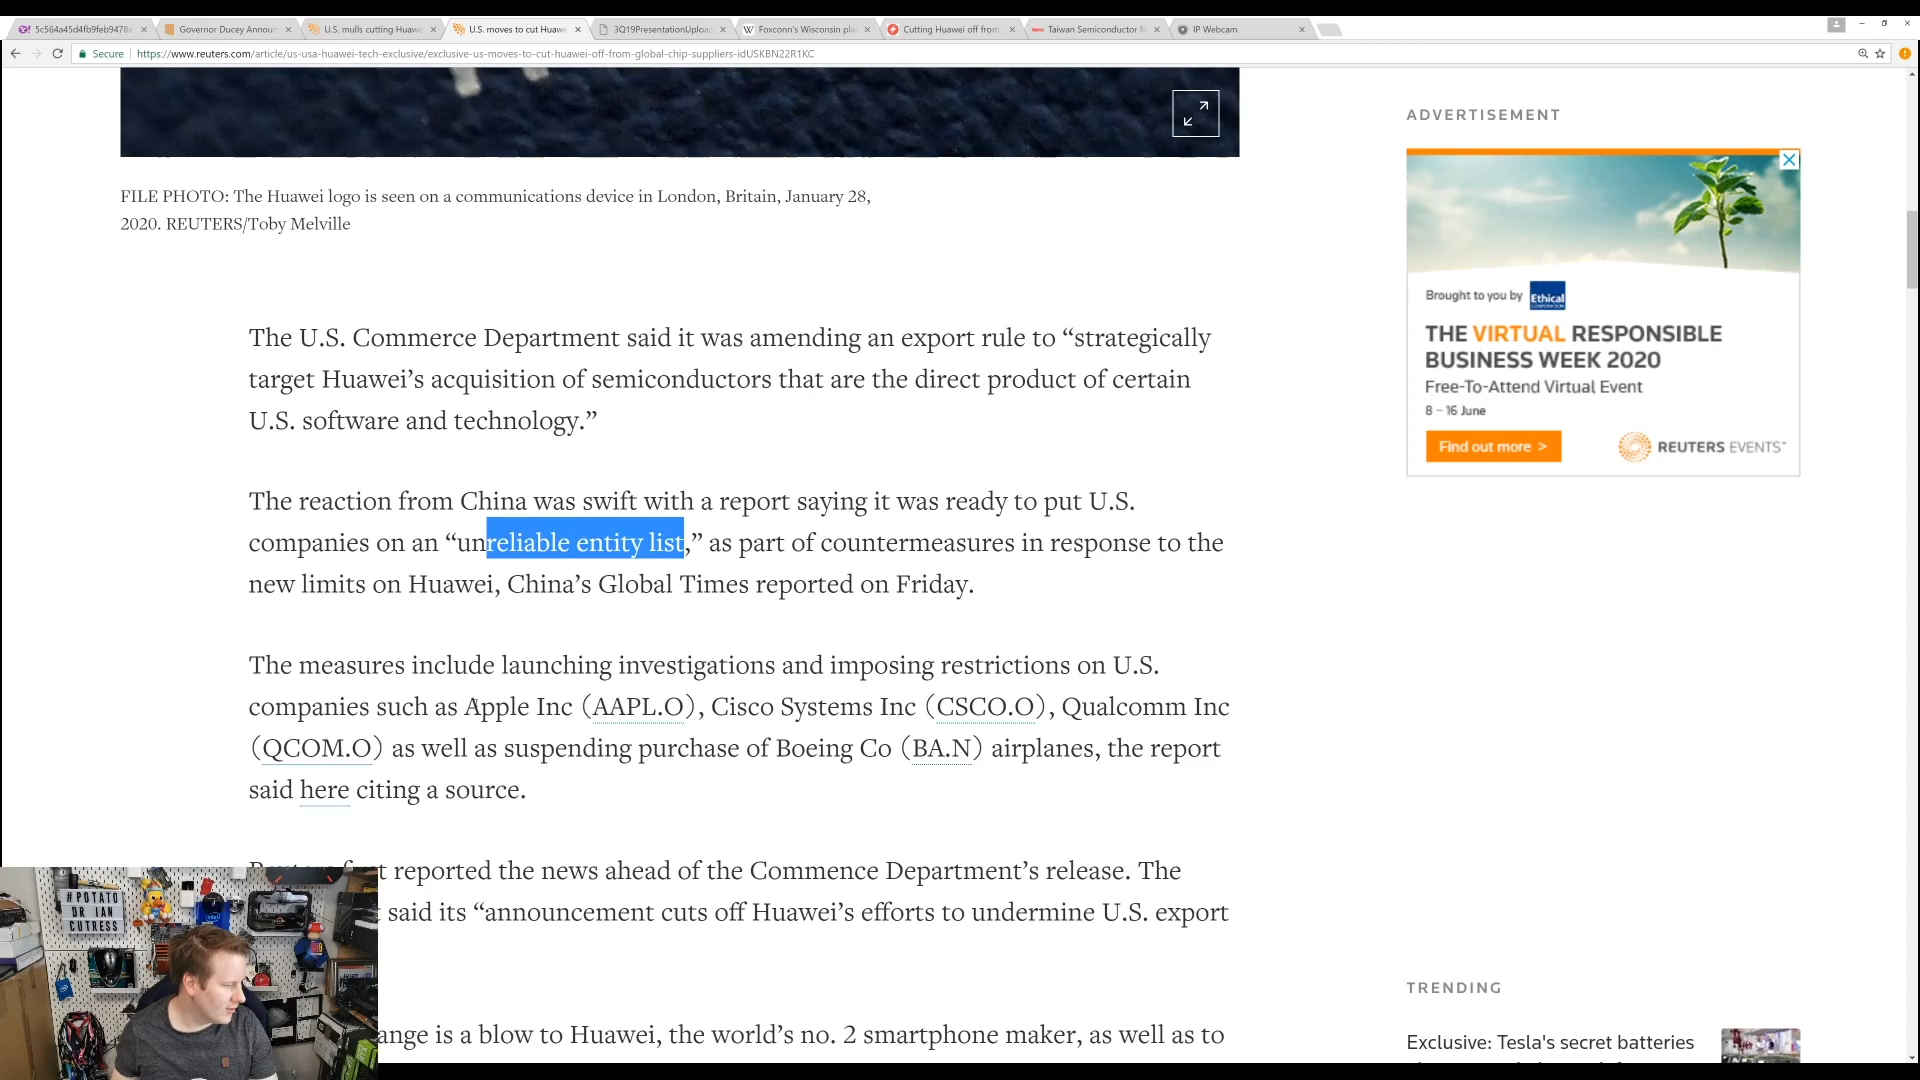 5c564a45d4fb9feb9478
Governor Ducey Announ
U.S. mulls cutting Huawe
U.S. moves to cut Huawe
3Q19PresentationUploa
Foxconn's Wisconsin pla
Cutting Huawei off from
Taiwan Semiconductor M
IP Webcam
Secure
https://www.reuters.com/article/us-usa-huawei-tech-exclusive/exclusive-us-moves-to-cut-huawei-off-from-global-chip-suppliers-idUSKBN22R1KC
FILE PHOTO: The Huawei logo is seen on a communications device in London, Britain, January 28,
2020. REUTERS/Toby Melville
The U.S. Commerce Department said it was amending an export rule to “strategically
target Huawei’s acquisition of semiconductors that are the direct product of certain
U.S. software and technology.”
The reaction from China was swift with a report saying it was ready to put U.S.
companies on an “unreliable entity list,” as part of countermeasures in response to the
new limits on Huawei, China’s Global Times reported on Friday.
The measures include launching investigations and imposing restrictions on U.S.
companies such as Apple Inc (AAPL.O), Cisco Systems Inc (CSCO.O), Qualcomm Inc
(QCOM.O) as well as suspending purchase of Boeing Co (BA.N) airplanes, the report
said here citing a source.
t reported the news ahead of the Commence Department’s release. The
said its “announcement cuts off Huawei’s efforts to undermine U.S. export
ange is a blow to Huawei, the world’s no. 2 smartphone maker, as well as to
ADVERTISEMENT
Brought to you by Ethical
THE VIRTUAL RESPONSIBLE
BUSINESS WEEK 2020
Free-To-Attend Virtual Event
8 – 16 June
Find out more >
REUTERS EVENTS™
TRENDING
Exclusive: Tesla's secret batteries
#POTATO
DR IAN
CUTRESS
intel